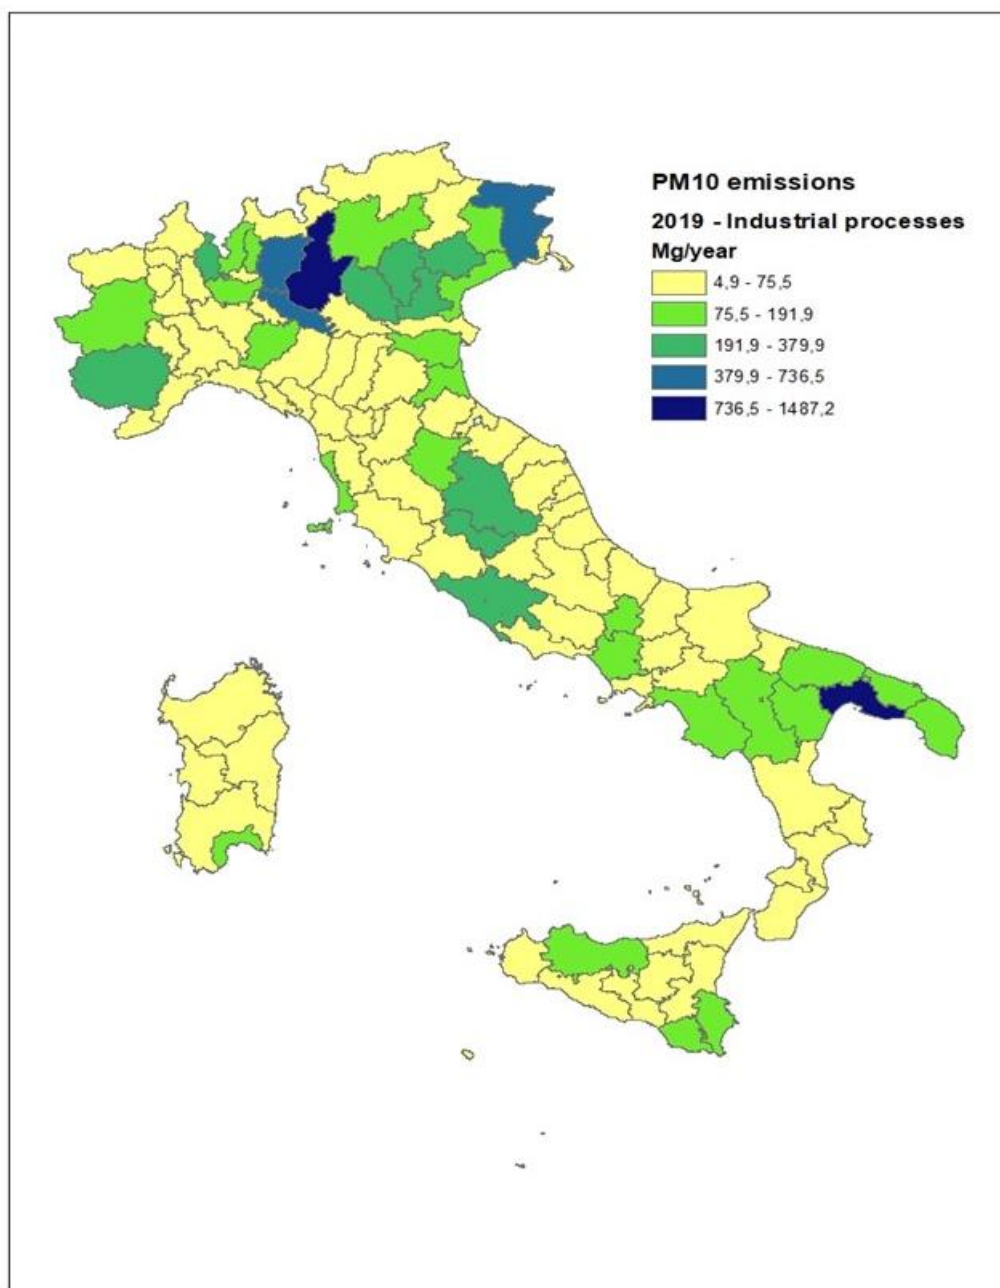 PM10 emissions
2019 - Industrial processes
Mg/year
4,9 - 75,5
75,5 - 191,9
191,9 - 379,9
379,9 - 736,5
736,5 - 1487,2